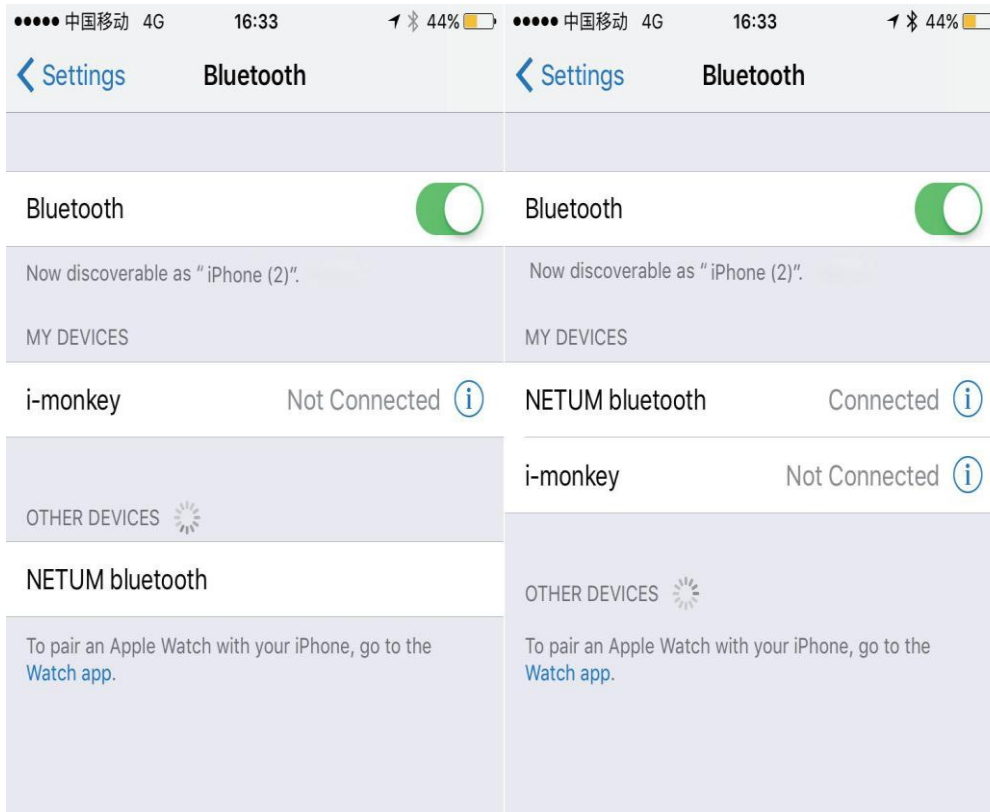 中国移动 4G 16:33 44%
Settings Bluetooth
Bluetooth
Now discoverable as “ iPhone (2)”.
MY DEVICES
i-monkey Not Connected i
OTHER DEVICES
NETUM bluetooth
To pair an Apple Watch with your iPhone, go to the
Watch app.
中国移动 4G 16:33 44%
Settings Bluetooth
Bluetooth
Now discoverable as “ iPhone (2)”.
MY DEVICES
NETUM bluetooth Connected i
i-monkey Not Connected i
OTHER DEVICES
To pair an Apple Watch with your iPhone, go to the
Watch app.